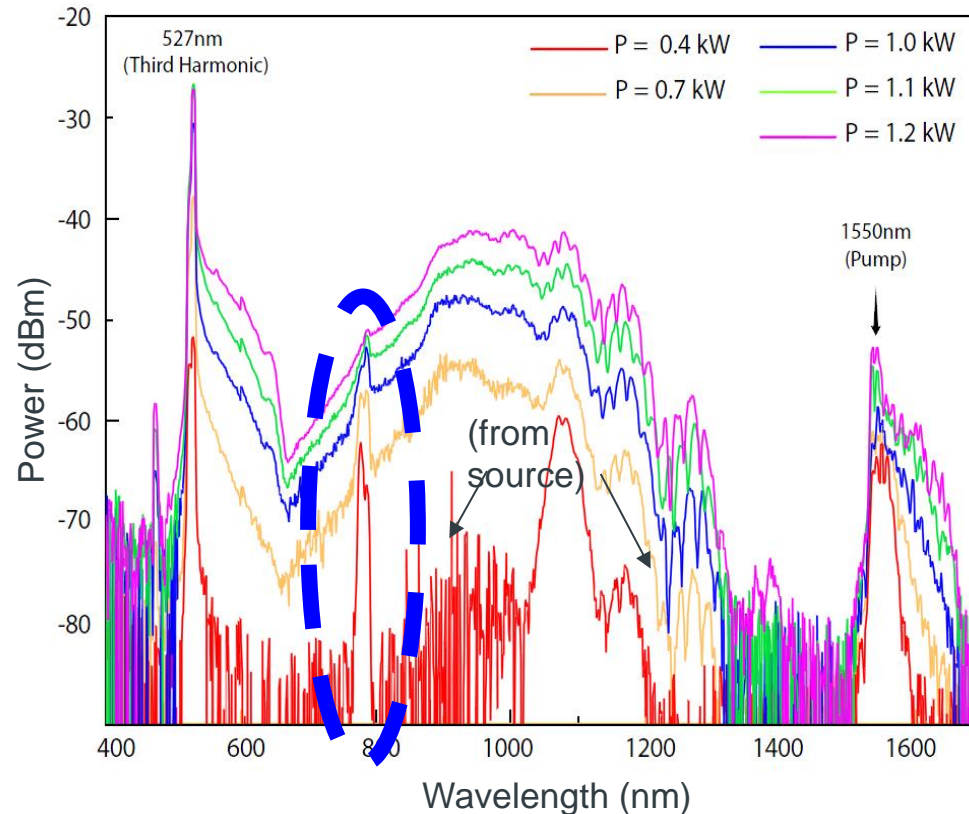 -20
-30
-40
-50
-60
-70
-80
Power (dBm)
527nm
(Third Harmonic)
P = 0.4 kW
P = 0.7 kW
P = 1.0 kW
P = 1.1 kW
P = 1.2 kW
1550nm
(Pump)
(from
source)
400 600 800 1000 1200 1400 1600
Wavelength (nm)